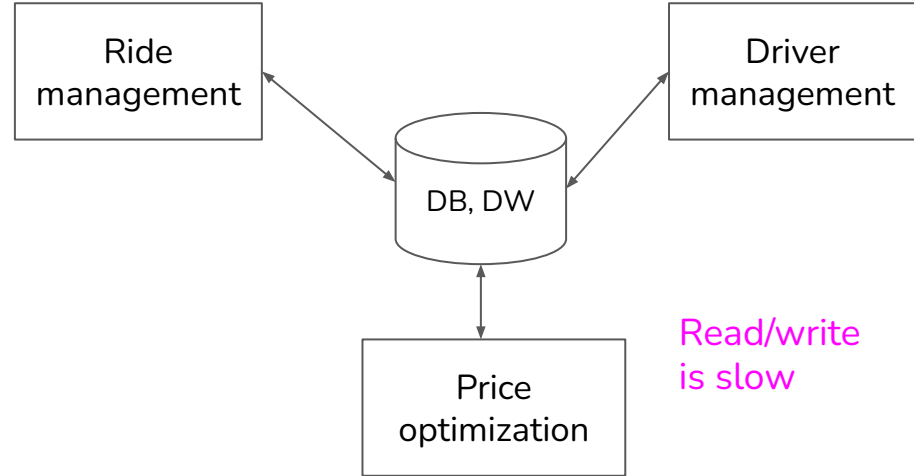 Ride
management
Driver
management
DB, DW
Price
optimization
Read/write
is slow